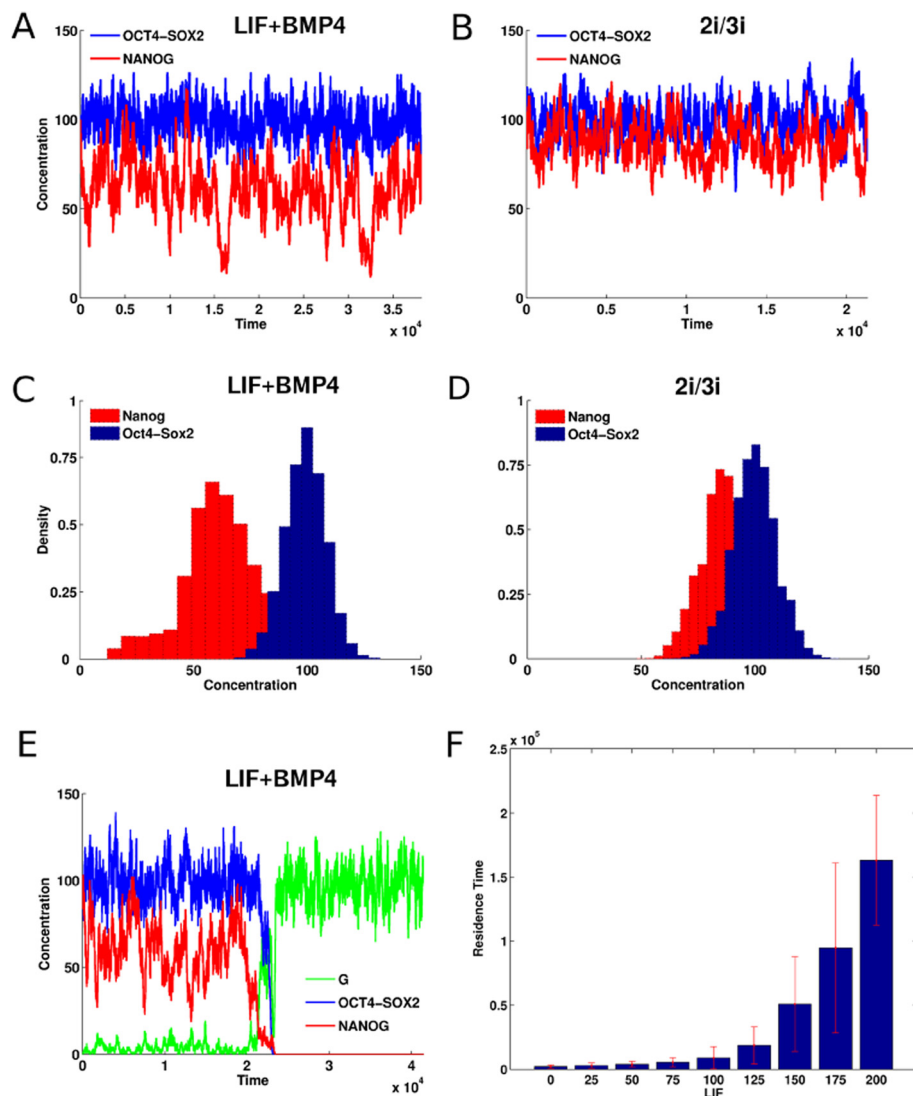 A
LIF+BMP4
150
OCT4-SOX2
NANOG
100
Concentration
50
0
0 0.5 1 1.5 2 2.5 3 3.5
Time
x 10^4
B
2i/3i
150
OCT4-SOX2
NANOG
100
50
0
0 0.5 1 1.5 2
Time
x 10^4
C
LIF+BMP4
1
Nanog
Oct4-Sox2
0.75
Density
0.5
0.25
0
50 100 150
Concentration
D
2i/3i
1
Nanog
Oct4-Sox2
0.75
0.5
0.25
0
0 50 100 150
Concentration
E
LIF+BMP4
150
100
Concentration
50
G
OCT4-SOX2
NANOG
0
0 1 2 3 4
Time
x 10^4
F
x 10^5
2.5
2
1.5
Residence Time
1
0.5
0
0 25 50 75 100 125 150 175 200
LIF